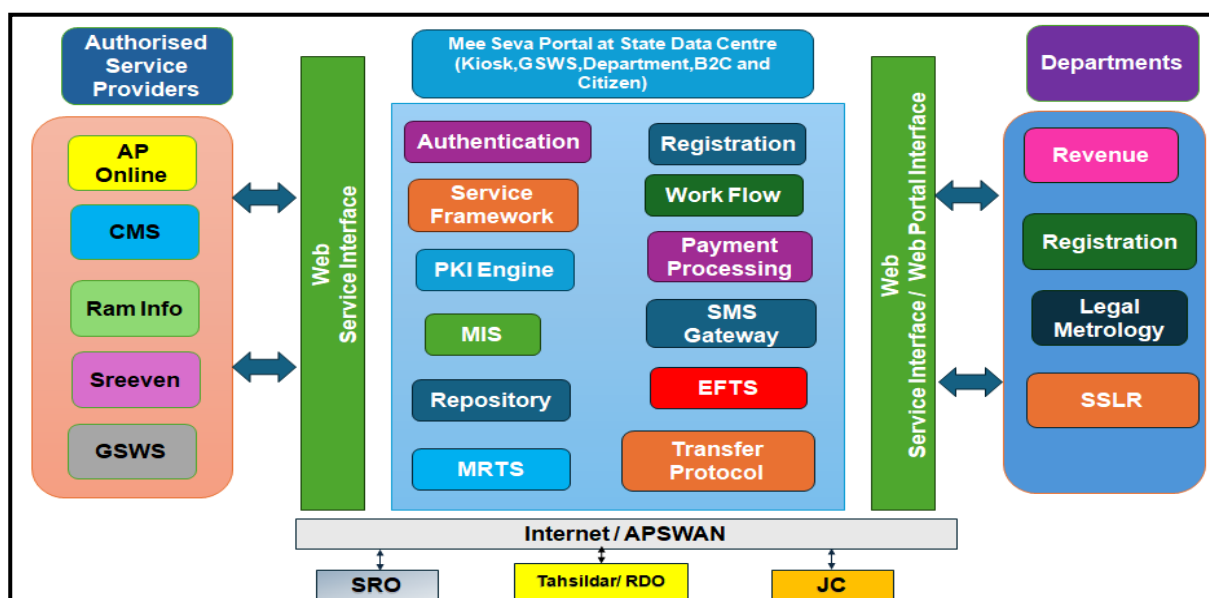 Authorised
Service
Providers
AP
Online
CMS
Ram Info
Sreeven
GSWS
Web
Service Interface
Mee Seva Portal at State Data Centre
(Kiosk,GSWS,Department,B2C and
Citizen)
Authentication
Registration
Service
Framework
Work Flow
PKI Engine
Payment
Processing
MIS
SMS
Gateway
Repository
EFTS
MRTS
Transfer
Protocol
Web
Service Interface / Web Portal Interface
Departments
Revenue
Registration
Legal
Metrology
SSLR
Internet / APSWAN
SRO
Tahsildar/ RDO
JC